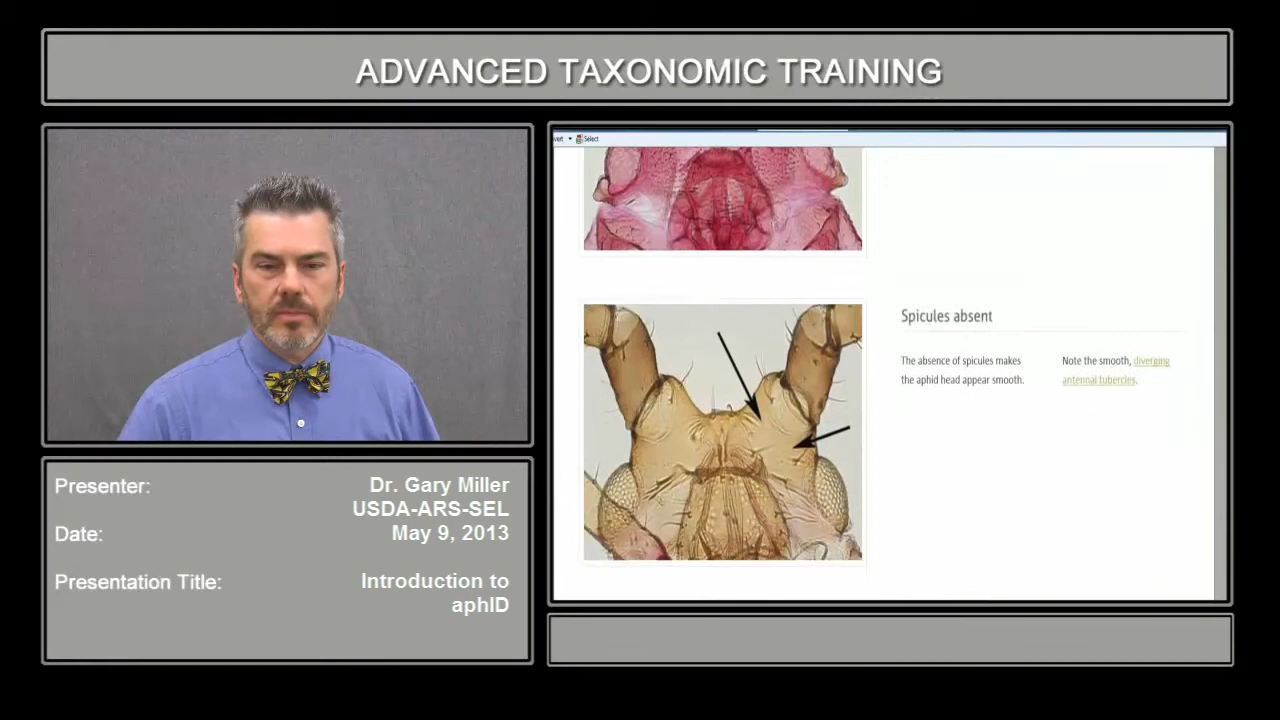 ADVANCED TAXONOMIC TRAINING
Select
Spicules absent
The absence of spicules makes
the aphid head appear smooth.
Note the smooth, diverging
antennal tubercles.
Presenter: Dr. Gary Miller
USDA-ARS-SEL
Date: May 9, 2013
Presentation Title: Introduction to
aphID